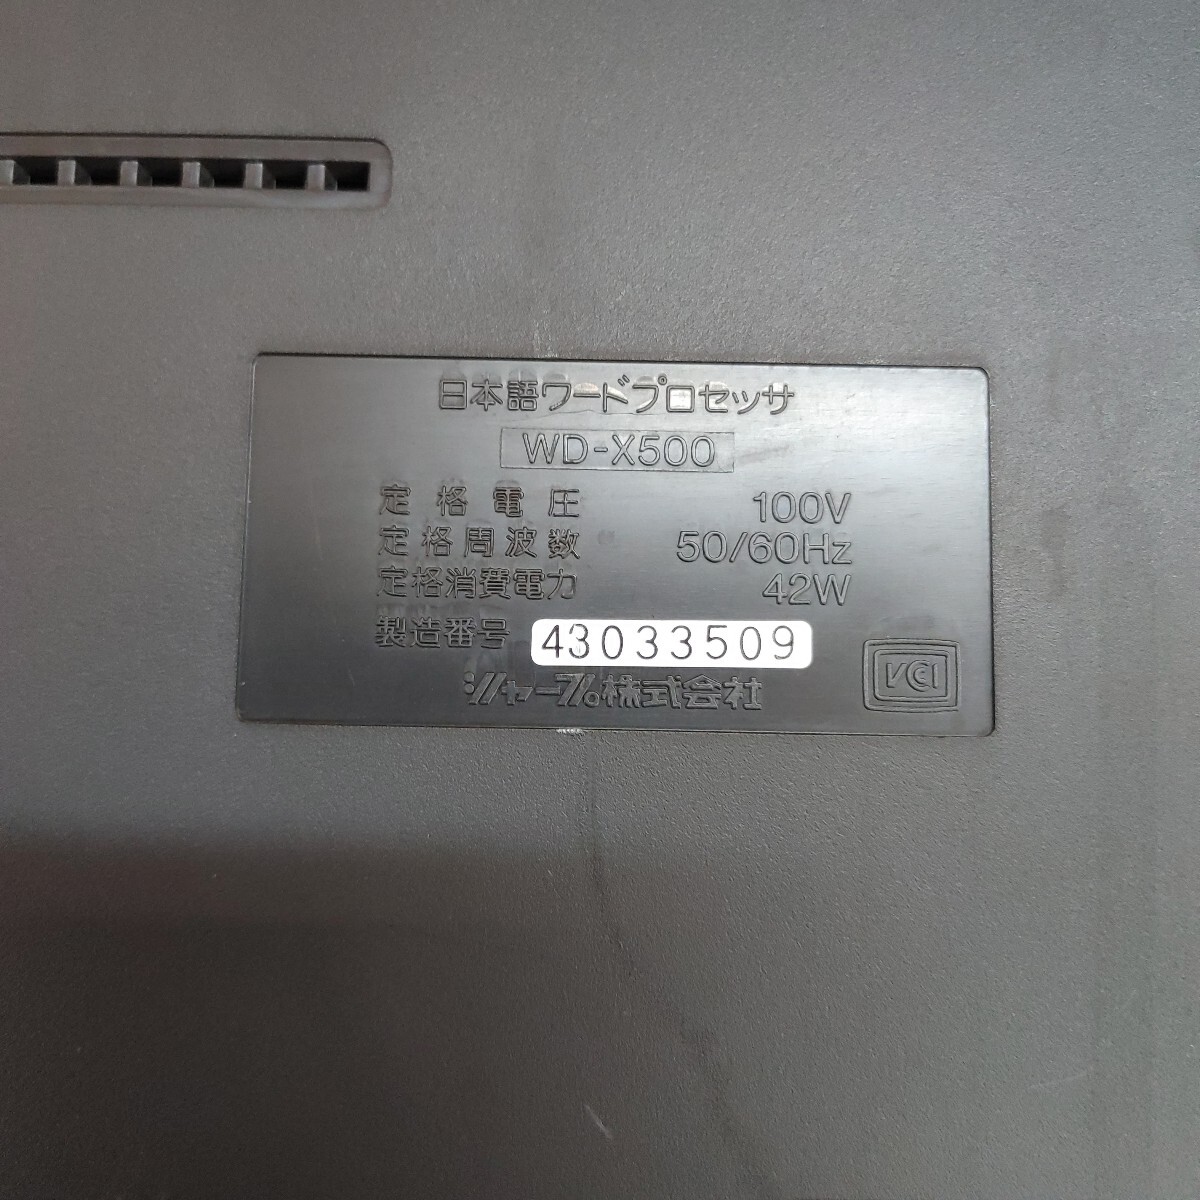 日本語ワードプロセッサ
WD-X500
定格電圧 100V
定格周波数 50/60Hz
定格消費電力 42W
製造番号 43033509
シャープ株式会社
VCI